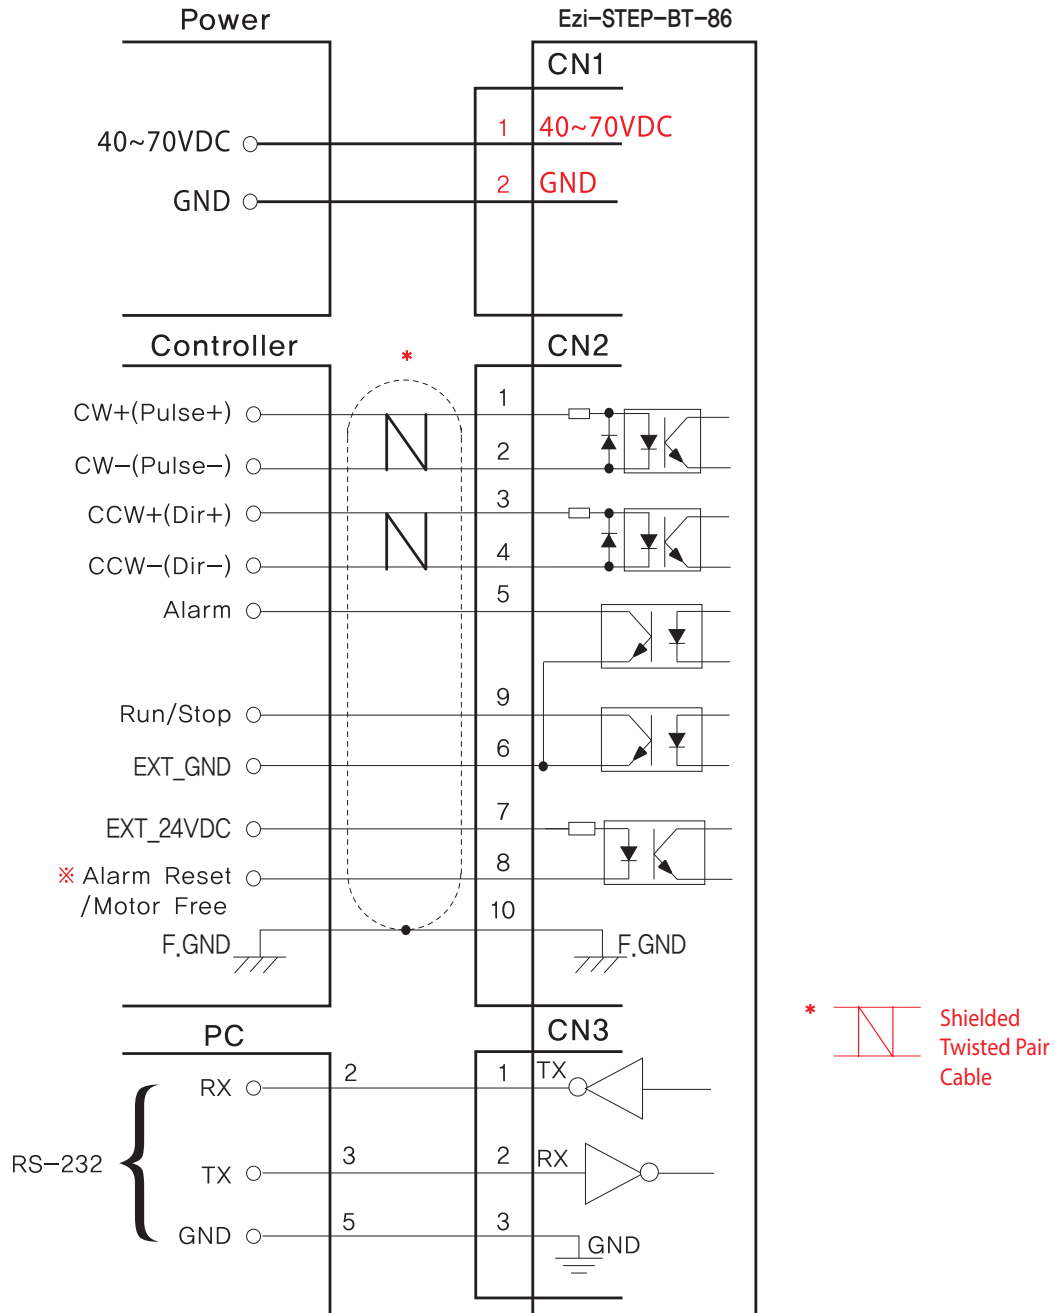 Power
Ezi-STEP-BT-86
CN1
40~70VDC
1
40~70VDC
GND
2
GND
Controller
*
CN2
CW+(Pulse+)
1
CW-(Pulse-)
2
CCW+(Dir+)
3
CCW-(Dir-)
4
Alarm
5
Run/Stop
9
EXT_GND
6
EXT_24VDC
7
※ Alarm Reset
/Motor Free
8
10
F.GND
F.GND
* Shielded
Twisted Pair
Cable
PC
CN3
RS-232
RX
2
1
TX
TX
3
2
RX
GND
5
3
GND